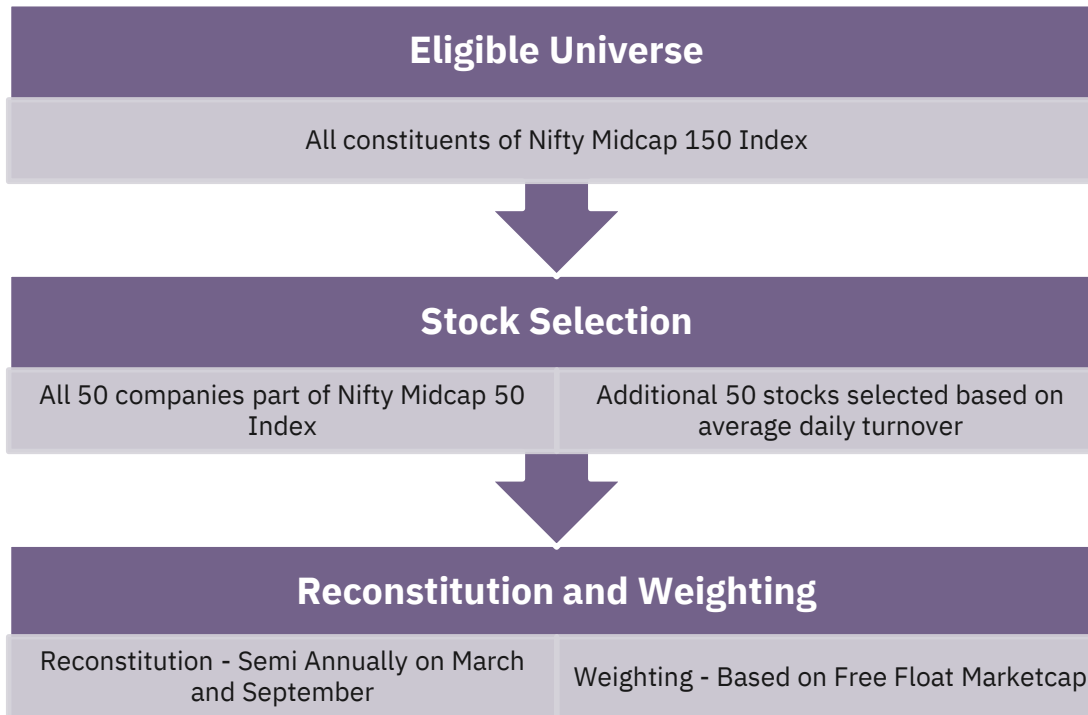 Eligible Universe
All constituents of Nifty Midcap 150 Index
Stock Selection
All 50 companies part of Nifty Midcap 50
Index
Additional 50 stocks selected based on
average daily turnover
Reconstitution and Weighting
Reconstitution - Semi Annually on March
and September
Weighting - Based on Free Float Marketcap